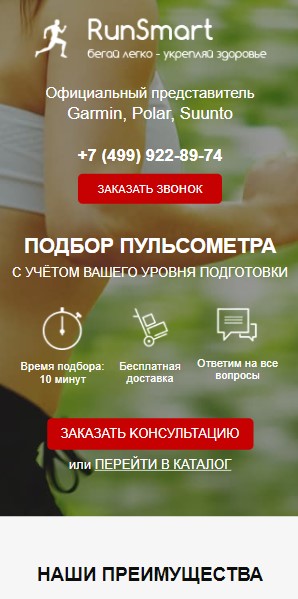 RunSmart
бегай легко - укрепляй здоровье
Официальный представитель
Garmin, Polar, Suunto
+7 (499) 922-89-74
ЗАКАЗАТЬ ЗВОНОК
ПОДБОР ПУЛЬСОМЕТРА
С УЧЁТОМ ВАШЕГО УРОВНЯ ПОДГОТОВКИ
Время подбора:
10 минут
Бесплатная
доставка
Ответим на все
вопросы
ЗАКАЗАТЬ КОНСУЛЬТАЦИЮ
или ПЕРЕЙТИ В КАТАЛОГ
НАШИ ПРЕИМУЩЕСТВА